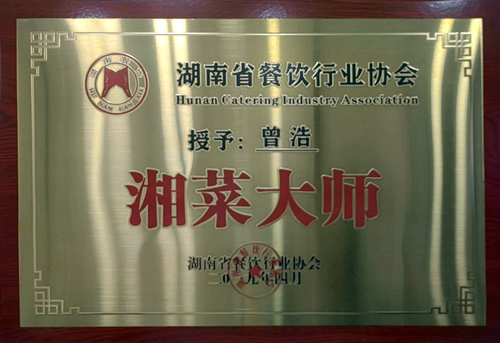 湖南省餐饮行业协会
Hunan Catering Industry Association
授予：曾浩
湘菜大师
湖南省餐饮行业协会
二〇一九年四月